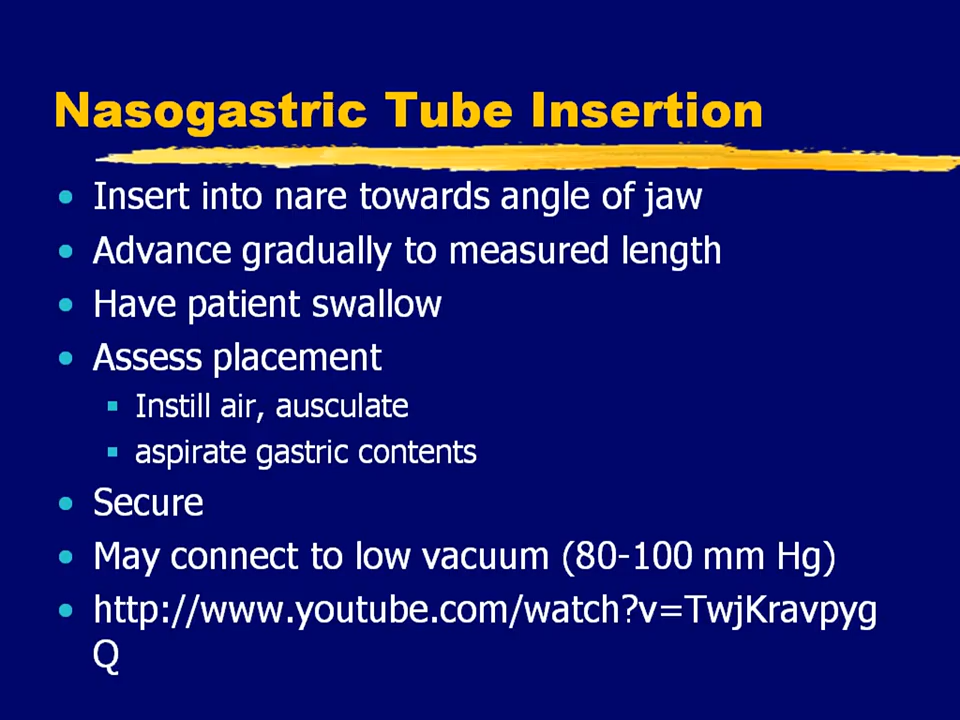 Nasogastric Tube Insertion
• Insert into nare towards angle of jaw
• Advance gradually to measured length
• Have patient swallow
• Assess placement
▪ Instill air, ausculate
▪ aspirate gastric contents
• Secure
• May connect to low vacuum (80-100 mm Hg)
• http://www.youtube.com/watch?v=TwjKravpyg
Q